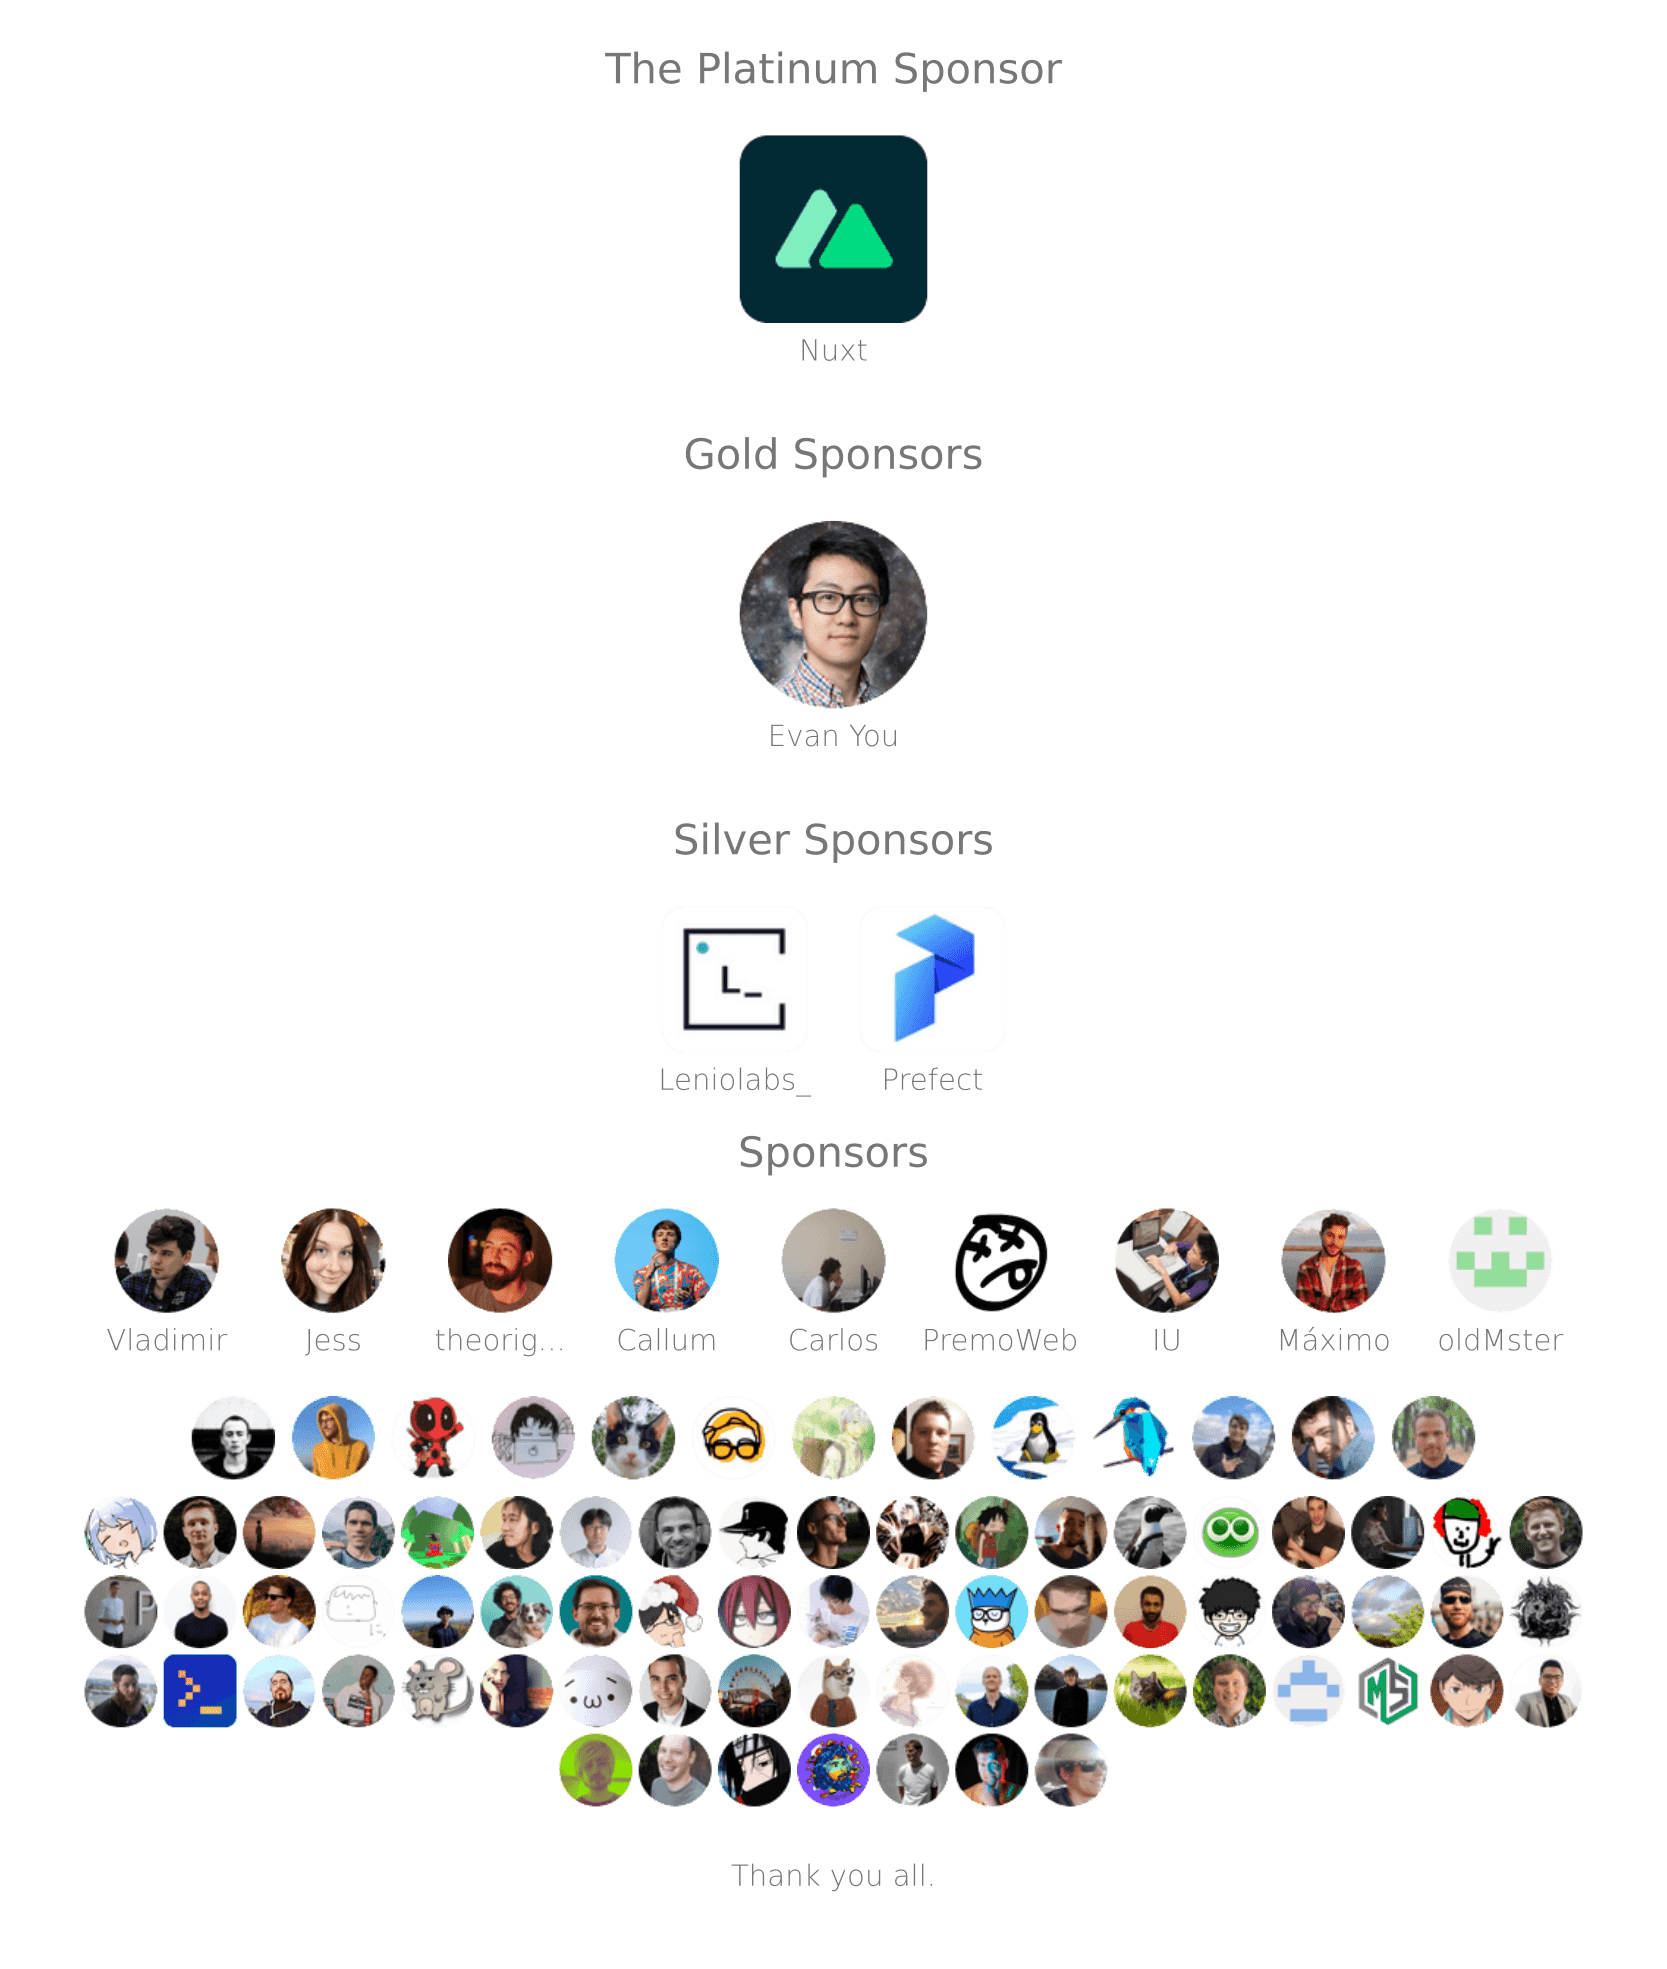 The Platinum Sponsor
Nuxt
Gold Sponsors
Evan You
Silver Sponsors
L_
Leniolabs_ Prefect
Sponsors
Vladimir Jess theorig... Callum Carlos PremoWeb IU Máximo oldMster
P
MS
Thank you all.